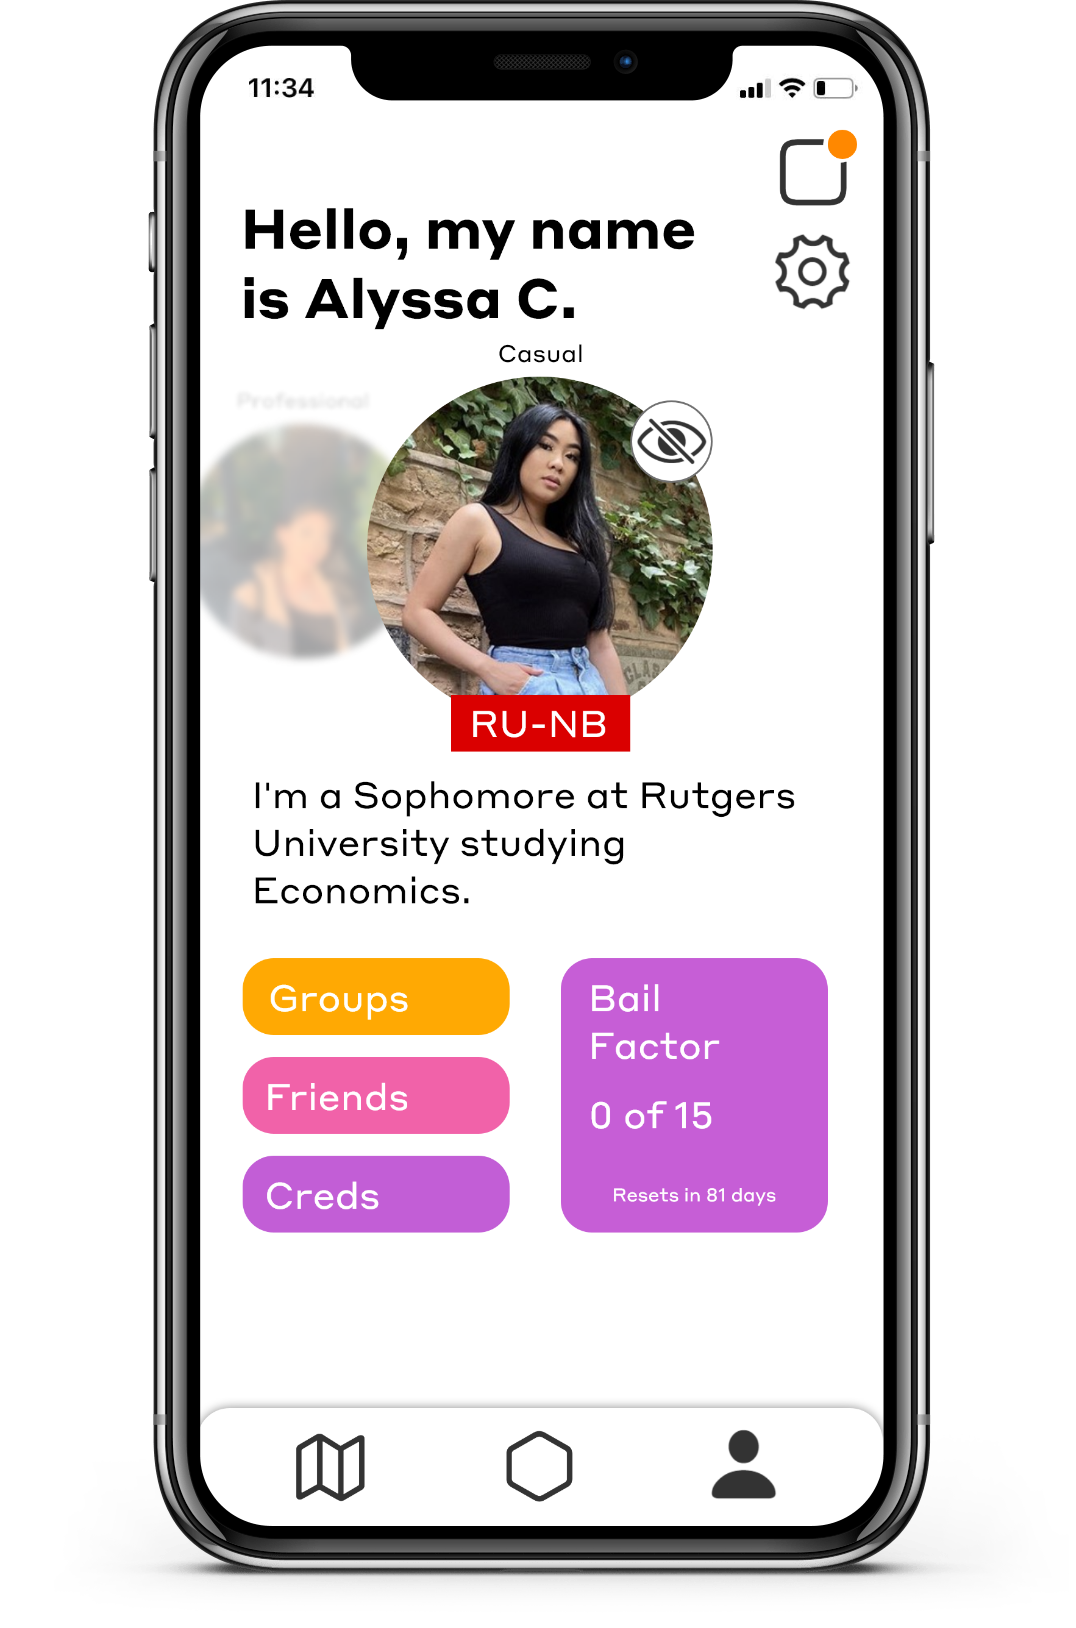 11:34
Hello, my name
is Alyssa C.
Casual
Professional
RU-NB
I'm a Sophomore at Rutgers
University studying
Economics.
Groups
Friends
Creds
Bail
Factor
0 of 15
Resets in 81 days